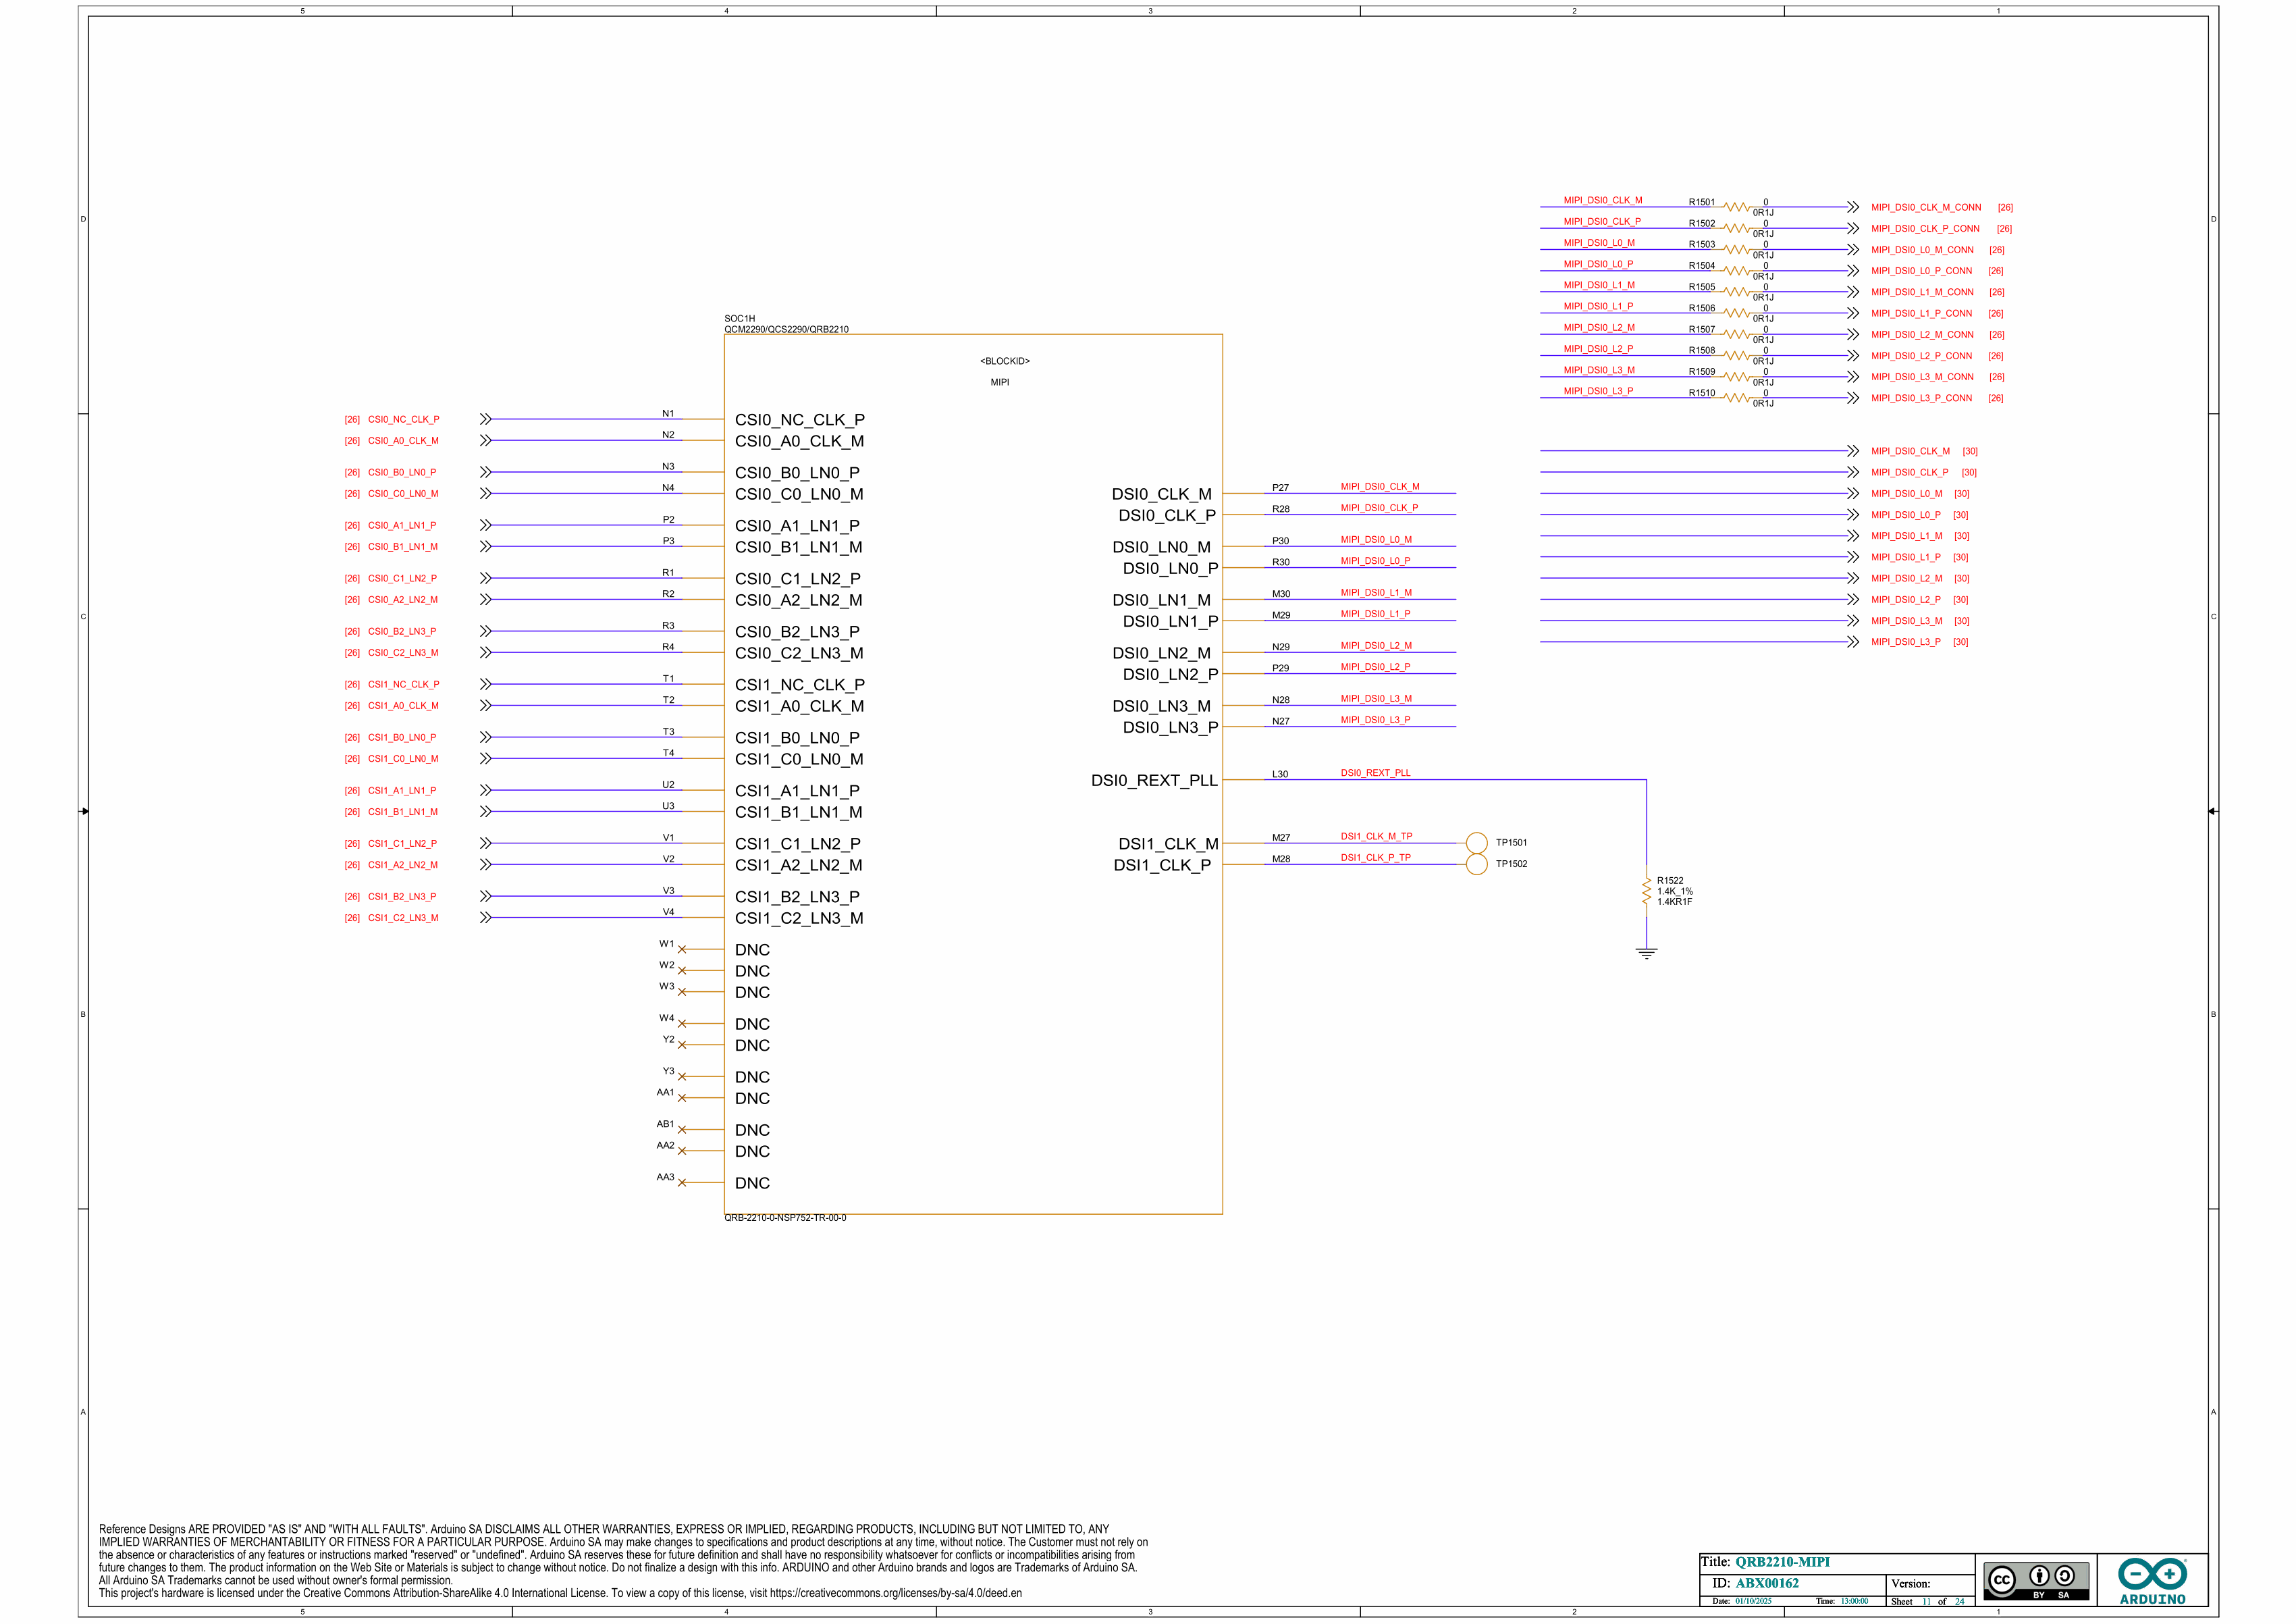 5 4 3 2 1
D D
C C
B B
A A
MIPI_DSI0_CLK_M R1501 0 0R1J MIPI_DSI0_CLK_M_CONN [26]
MIPI_DSI0_CLK_P R1502 0 0R1J MIPI_DSI0_CLK_P_CONN [26]
MIPI_DSI0_L0_M R1503 0 0R1J MIPI_DSI0_L0_M_CONN [26]
MIPI_DSI0_L0_P R1504 0 0R1J MIPI_DSI0_L0_P_CONN [26]
MIPI_DSI0_L1_M R1505 0 0R1J MIPI_DSI0_L1_M_CONN [26]
MIPI_DSI0_L1_P R1506 0 0R1J MIPI_DSI0_L1_P_CONN [26]
MIPI_DSI0_L2_M R1507 0 0R1J MIPI_DSI0_L2_M_CONN [26]
MIPI_DSI0_L2_P R1508 0 0R1J MIPI_DSI0_L2_P_CONN [26]
MIPI_DSI0_L3_M R1509 0 0R1J MIPI_DSI0_L3_M_CONN [26]
MIPI_DSI0_L3_P R1510 0 0R1J MIPI_DSI0_L3_P_CONN [26]
SOC1H
QCM2290/QCS2290/QRB2210
<BLOCKID>
MIPI
[26] CSI0_NC_CLK_P N1 CSI0_NC_CLK_P
[26] CSI0_A0_CLK_M N2 CSI0_A0_CLK_M
[26] CSI0_B0_LN0_P N3 CSI0_B0_LN0_P
[26] CSI0_C0_LN0_M N4 CSI0_C0_LN0_M
[26] CSI0_A1_LN1_P P2 CSI0_A1_LN1_P
[26] CSI0_B1_LN1_M P3 CSI0_B1_LN1_M
[26] CSI0_C1_LN2_P R1 CSI0_C1_LN2_P
[26] CSI0_A2_LN2_M R2 CSI0_A2_LN2_M
[26] CSI0_B2_LN3_P R3 CSI0_B2_LN3_P
[26] CSI0_C2_LN3_M R4 CSI0_C2_LN3_M
[26] CSI1_NC_CLK_P T1 CSI1_NC_CLK_P
[26] CSI1_A0_CLK_M T2 CSI1_A0_CLK_M
[26] CSI1_B0_LN0_P T3 CSI1_B0_LN0_P
[26] CSI1_C0_LN0_M T4 CSI1_C0_LN0_M
[26] CSI1_A1_LN1_P U2 CSI1_A1_LN1_P
[26] CSI1_B1_LN1_M U3 CSI1_B1_LN1_M
[26] CSI1_C1_LN2_P V1 CSI1_C1_LN2_P
[26] CSI1_A2_LN2_M V2 CSI1_A2_LN2_M
[26] CSI1_B2_LN3_P V3 CSI1_B2_LN3_P
[26] CSI1_C2_LN3_M V4 CSI1_C2_LN3_M
W1 DNC
W2 DNC
W3 DNC
W4 DNC
Y2 DNC
Y3 DNC
AA1 DNC
AB1 DNC
AA2 DNC
AA3 DNC
QRB-2210-0-NSP752-TR-00-0
DSI0_CLK_M P27 MIPI_DSI0_CLK_M
DSI0_CLK_P R28 MIPI_DSI0_CLK_P
DSI0_LN0_M P30 MIPI_DSI0_L0_M
DSI0_LN0_P R30 MIPI_DSI0_L0_P
DSI0_LN1_M M30 MIPI_DSI0_L1_M
DSI0_LN1_P M29 MIPI_DSI0_L1_P
DSI0_LN2_M N29 MIPI_DSI0_L2_M
DSI0_LN2_P P29 MIPI_DSI0_L2_P
DSI0_LN3_M N28 MIPI_DSI0_L3_M
DSI0_LN3_P N27 MIPI_DSI0_L3_P
DSI0_REXT_PLL L30 DSI0_REXT_PLL
DSI1_CLK_M M27 DSI1_CLK_M_TP TP1501
DSI1_CLK_P M28 DSI1_CLK_P_TP TP1502
R1522
1.4K_1%
1.4KR1F
MIPI_DSI0_CLK_M [30]
MIPI_DSI0_CLK_P [30]
MIPI_DSI0_L0_M [30]
MIPI_DSI0_L0_P [30]
MIPI_DSI0_L1_M [30]
MIPI_DSI0_L1_P [30]
MIPI_DSI0_L2_M [30]
MIPI_DSI0_L2_P [30]
MIPI_DSI0_L3_M [30]
MIPI_DSI0_L3_P [30]
Reference Designs ARE PROVIDED "AS IS" AND "WITH ALL FAULTS". Arduino SA DISCLAIMS ALL OTHER WARRANTIES, EXPRESS OR IMPLIED, REGARDING PRODUCTS, INCLUDING BUT NOT LIMITED TO, ANY
IMPLIED WARRANTIES OF MERCHANTABILITY OR FITNESS FOR A PARTICULAR PURPOSE. Arduino SA may make changes to specifications and product descriptions at any time, without notice. The Customer must not rely on
the absence or characteristics of any features or instructions marked "reserved" or "undefined". Arduino SA reserves these for future definition and shall have no responsibility whatsoever for conflicts or incompatibilities arising from
future changes to them. The product information on the Web Site or Materials is subject to change without notice. Do not finalize a design with this info. ARDUINO and other Arduino brands and logos are Trademarks of Arduino SA.
All Arduino SA Trademarks cannot be used without owner's formal permission.
This project's hardware is licensed under the Creative Commons Attribution-ShareAlike 4.0 International License. To view a copy of this license, visit https://creativecommons.org/licenses/by-sa/4.0/deed.en
Title: QRB2210-MIPI
ID: ABX00162 Version:
Date: 01/10/2025 Time: 13:00:00 Sheet 11 of 24
cc BY SA
ARDUINO
5 4 3 2 1